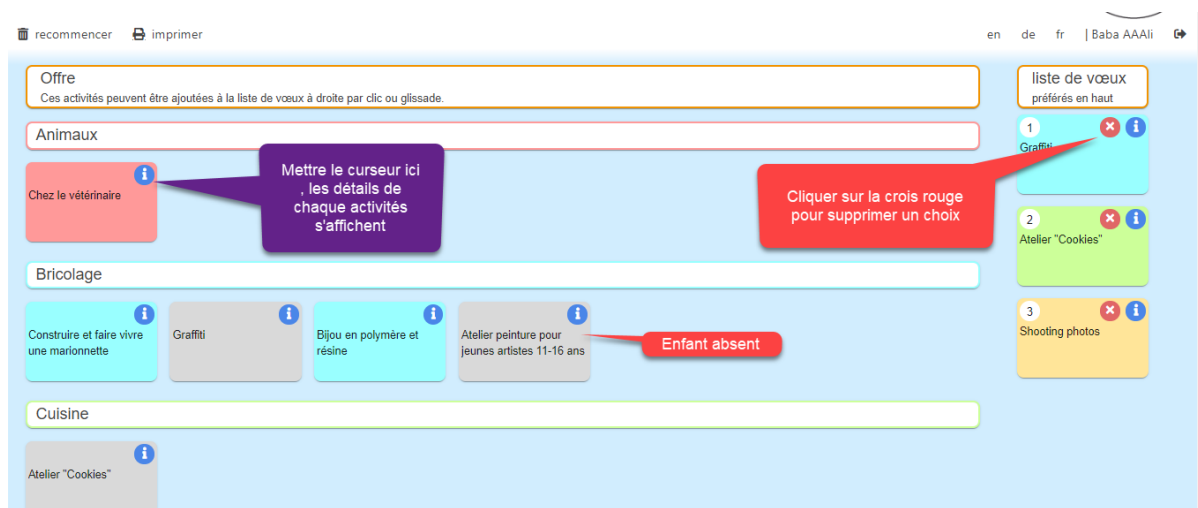 recommencer imprimer en de fr | Baba AAAli
Offre
Ces activités peuvent être ajoutées à la liste de vœux à droite par clic ou glissade.
liste de vœux
préférés en haut
Animaux
Chez le vétérinaire
Mettre le curseur ici
, les détails de
chaque activités
s'affichent
Cliquer sur la crois rouge
pour supprimer un choix
1
Graffiti
2
Atelier "Cookies"
3
Shooting photos
Bricolage
Construire et faire vivre
une marionnette
Graffiti
Bijou en polymère et
résine
Atelier peinture pour
jeunes artistes 11-16 ans
Enfant absent
Cuisine
Atelier "Cookies"